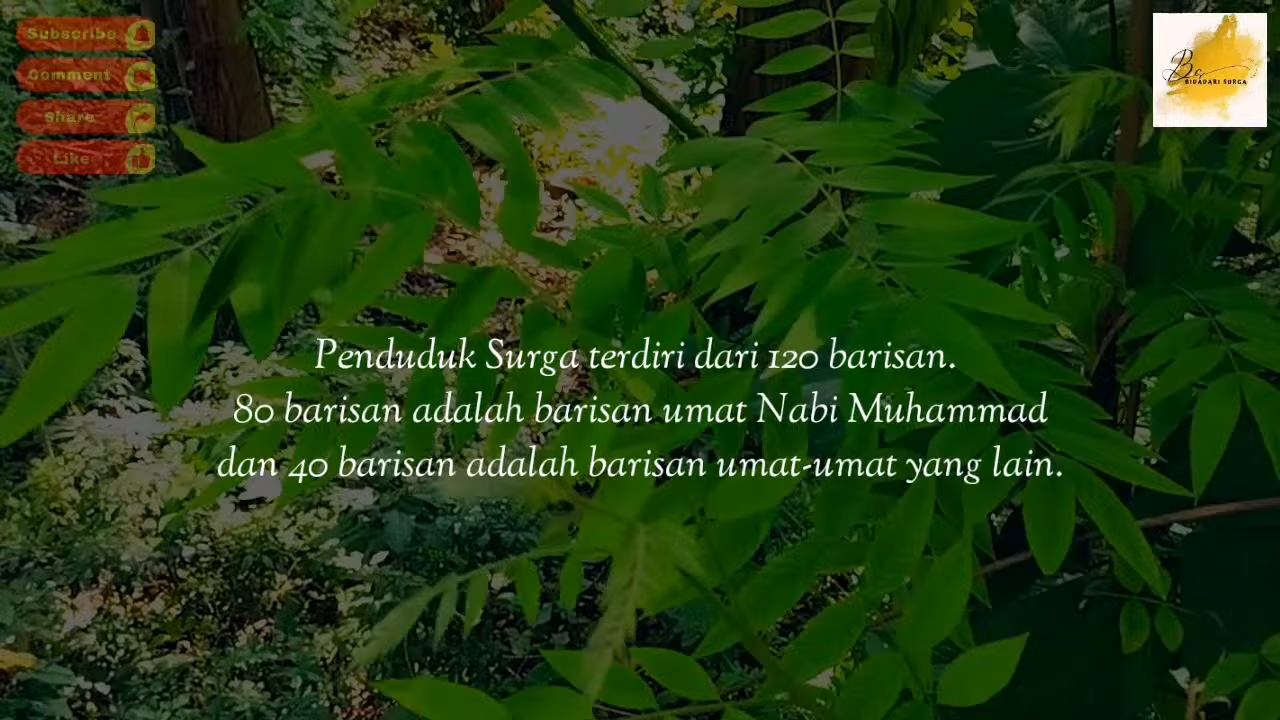 Subscribe
Comment
Share
Like
Be
BIDADARI SURGA
Penduduk Surga terdiri dari 120 barisan.
80 barisan adalah barisan umat Nabi Muhammad
dan 40 barisan adalah barisan umat-umat yang lain.